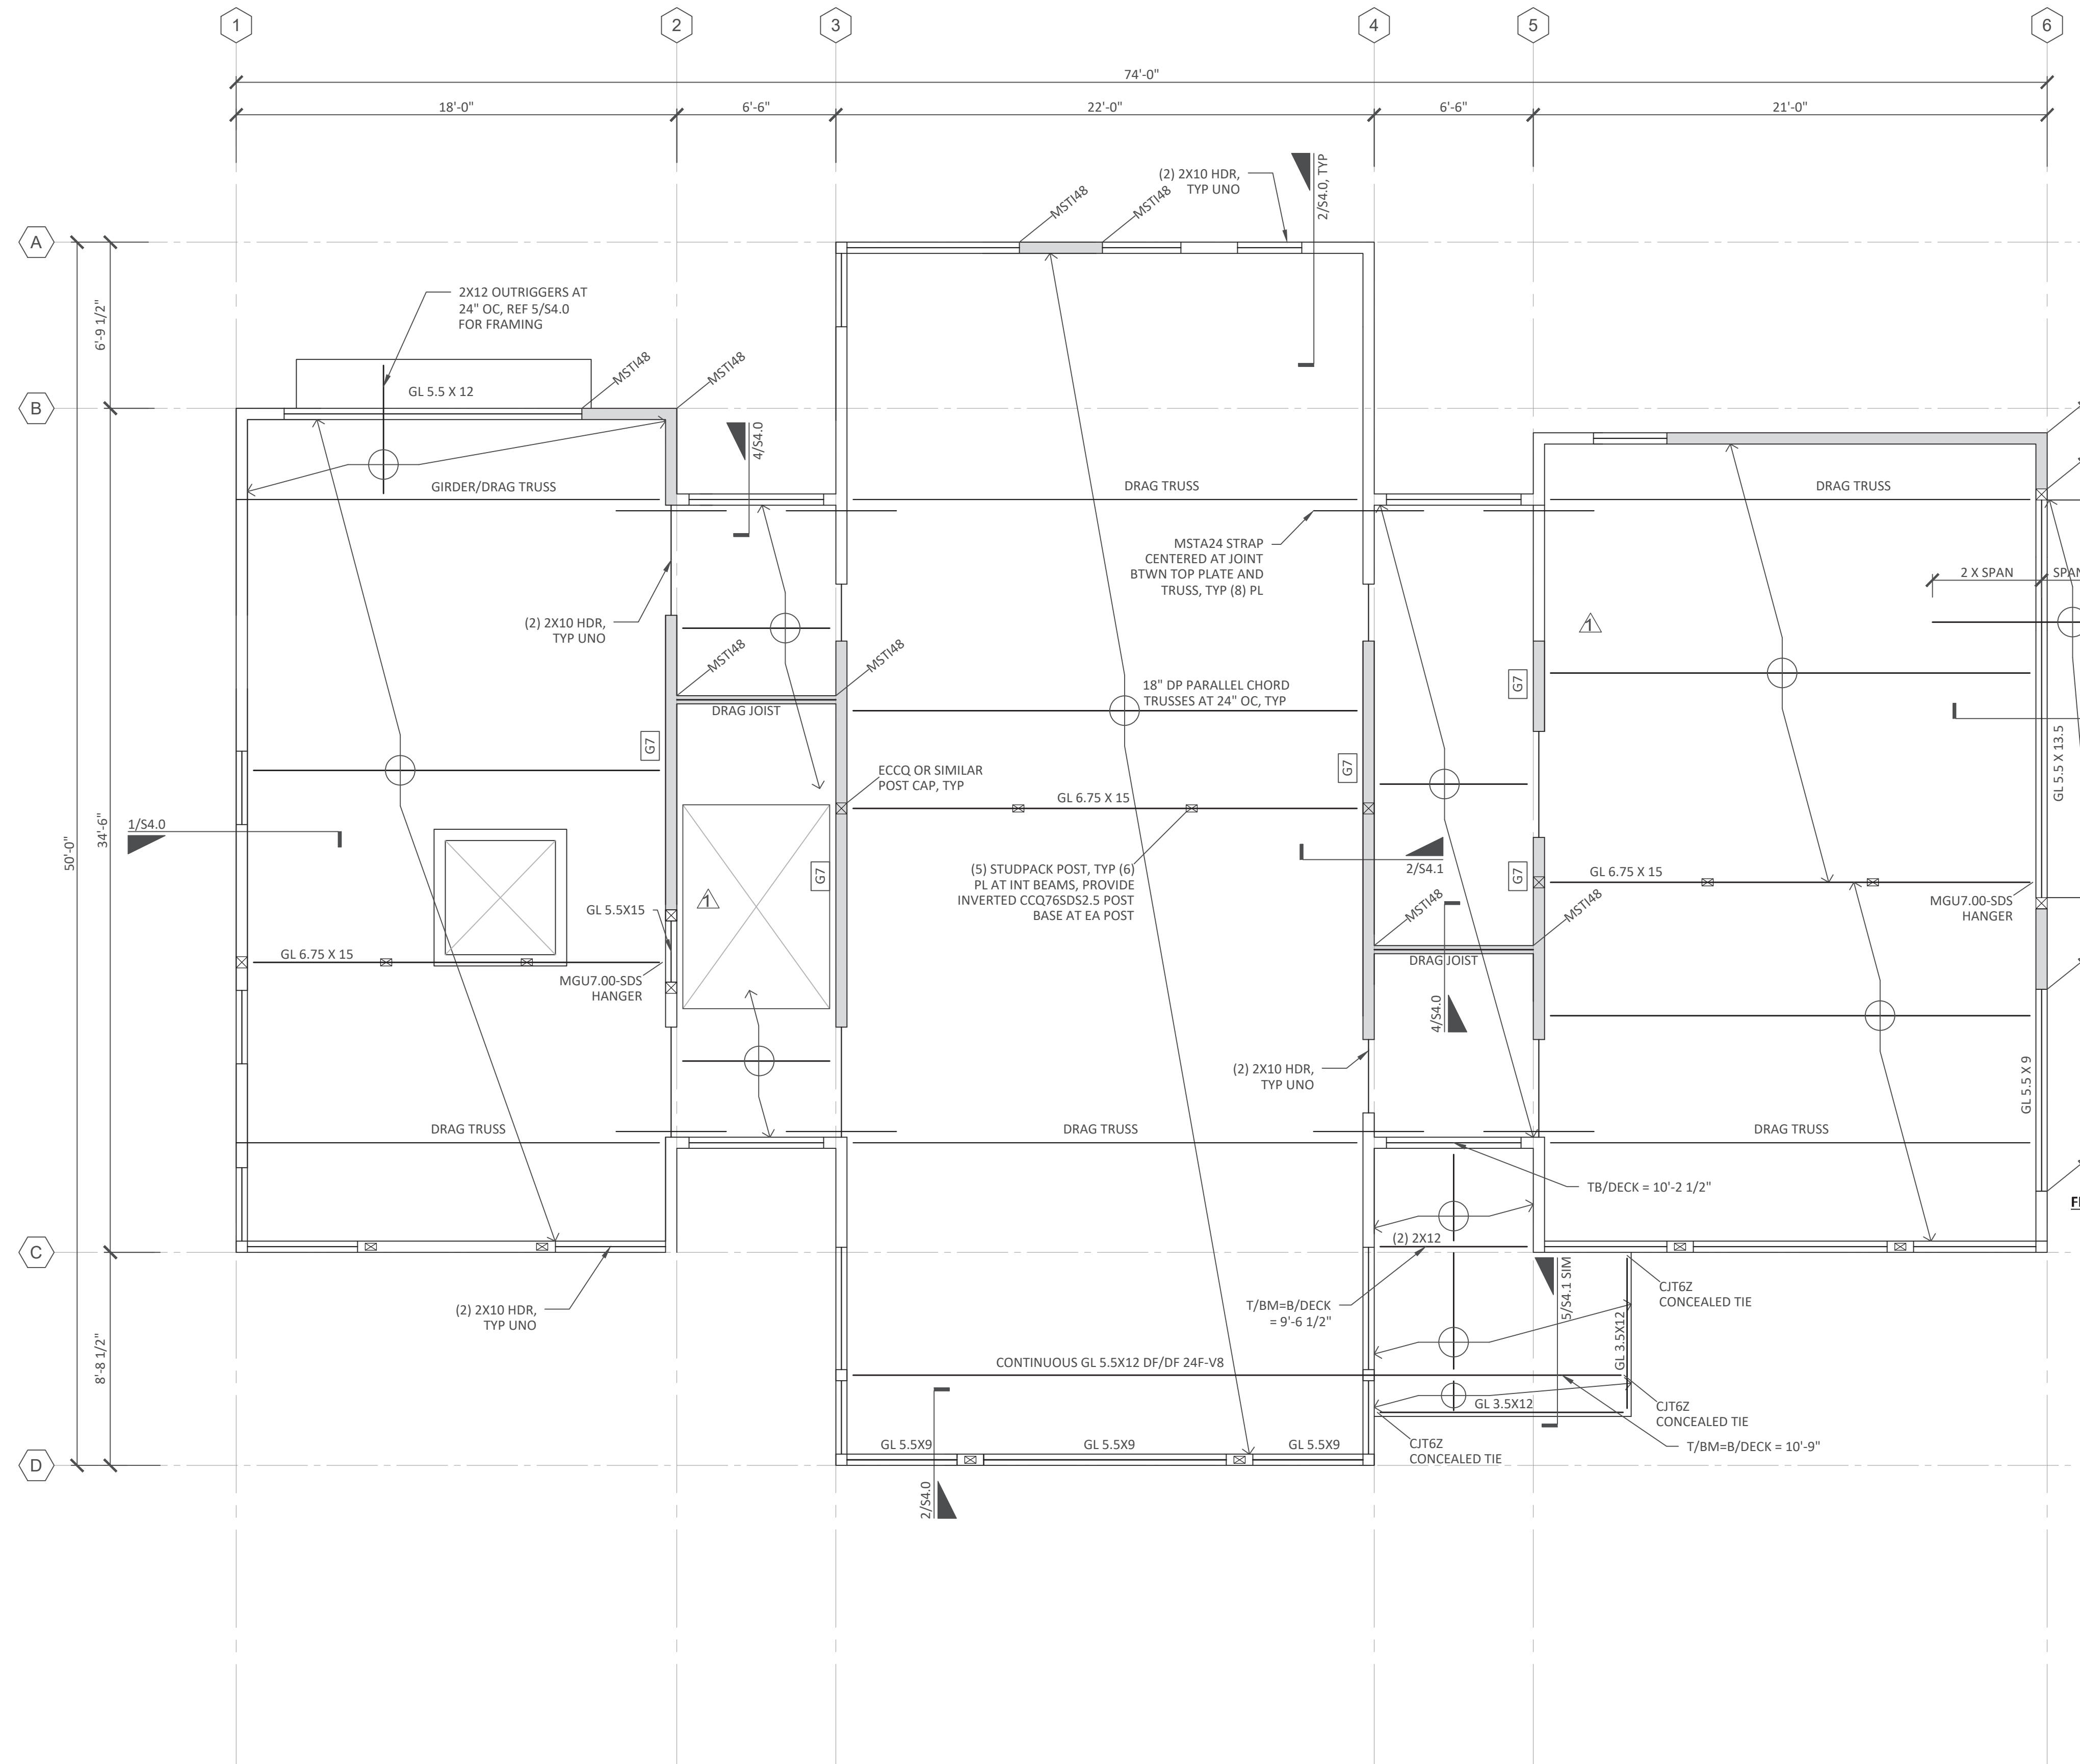 1
2
3
4
5
6
74'-0"
18'-0"
6'-6"
22'-0"
6'-6"
21'-0"
A
B
C
D
50'-0"
6'-9 1/2"
34'-6"
8'-8 1/2"
(2) 2X10 HDR,
TYP UNO
2/S4.0, TYP
MSTI48
MSTI48
2X12 OUTRIGGERS AT
24" OC, REF 5/S4.0
FOR FRAMING
GL 5.5 X 12
MSTI48
MSTI48
4/S4.0
GIRDER/DRAG TRUSS
DRAG TRUSS
DRAG TRUSS
MSTA24 STRAP
CENTERED AT JOINT
BTWN TOP PLATE AND
TRUSS, TYP (8) PL
2 X SPAN
(2) 2X10 HDR,
TYP UNO
1
MSTI48
MSTI48
DRAG JOIST
18" DP PARALLEL CHORD
TRUSSES AT 24" OC, TYP
G7
G7
G7
G7
G7
ECCQ OR SIMILAR
POST CAP, TYP
GL 6.75 X 15
GL 5.5 X 13.5
1/S4.0
(5) STUDPACK POST, TYP (6)
PL AT INT BEAMS, PROVIDE
INVERTED CCQ76SDS2.5 POST
BASE AT EA POST
2/S4.1
GL 6.75 X 15
MGU7.00-SDS
HANGER
1
GL 5.5X15
MSTI48
MSTI48
GL 6.75 X 15
MGU7.00-SDS
HANGER
DRAG JOIST
4/S4.0
(2) 2X10 HDR,
TYP UNO
GL 5.5 X 9
DRAG TRUSS
DRAG TRUSS
DRAG TRUSS
TB/DECK = 10'-2 1/2"
(2) 2X12
T/BM=B/DECK
= 9'-6 1/2"
5/S4.1 SIM
CJT6Z
CONCEALED TIE
GL 3.5X12
(2) 2X10 HDR,
TYP UNO
CONTINUOUS GL 5.5X12 DF/DF 24F-V8
GL 3.5X12
CJT6Z
CONCEALED TIE
GL 5.5X9
GL 5.5X9
GL 5.5X9
CJT6Z
CONCEALED TIE
T/BM=B/DECK = 10'-9"
2/S4.0